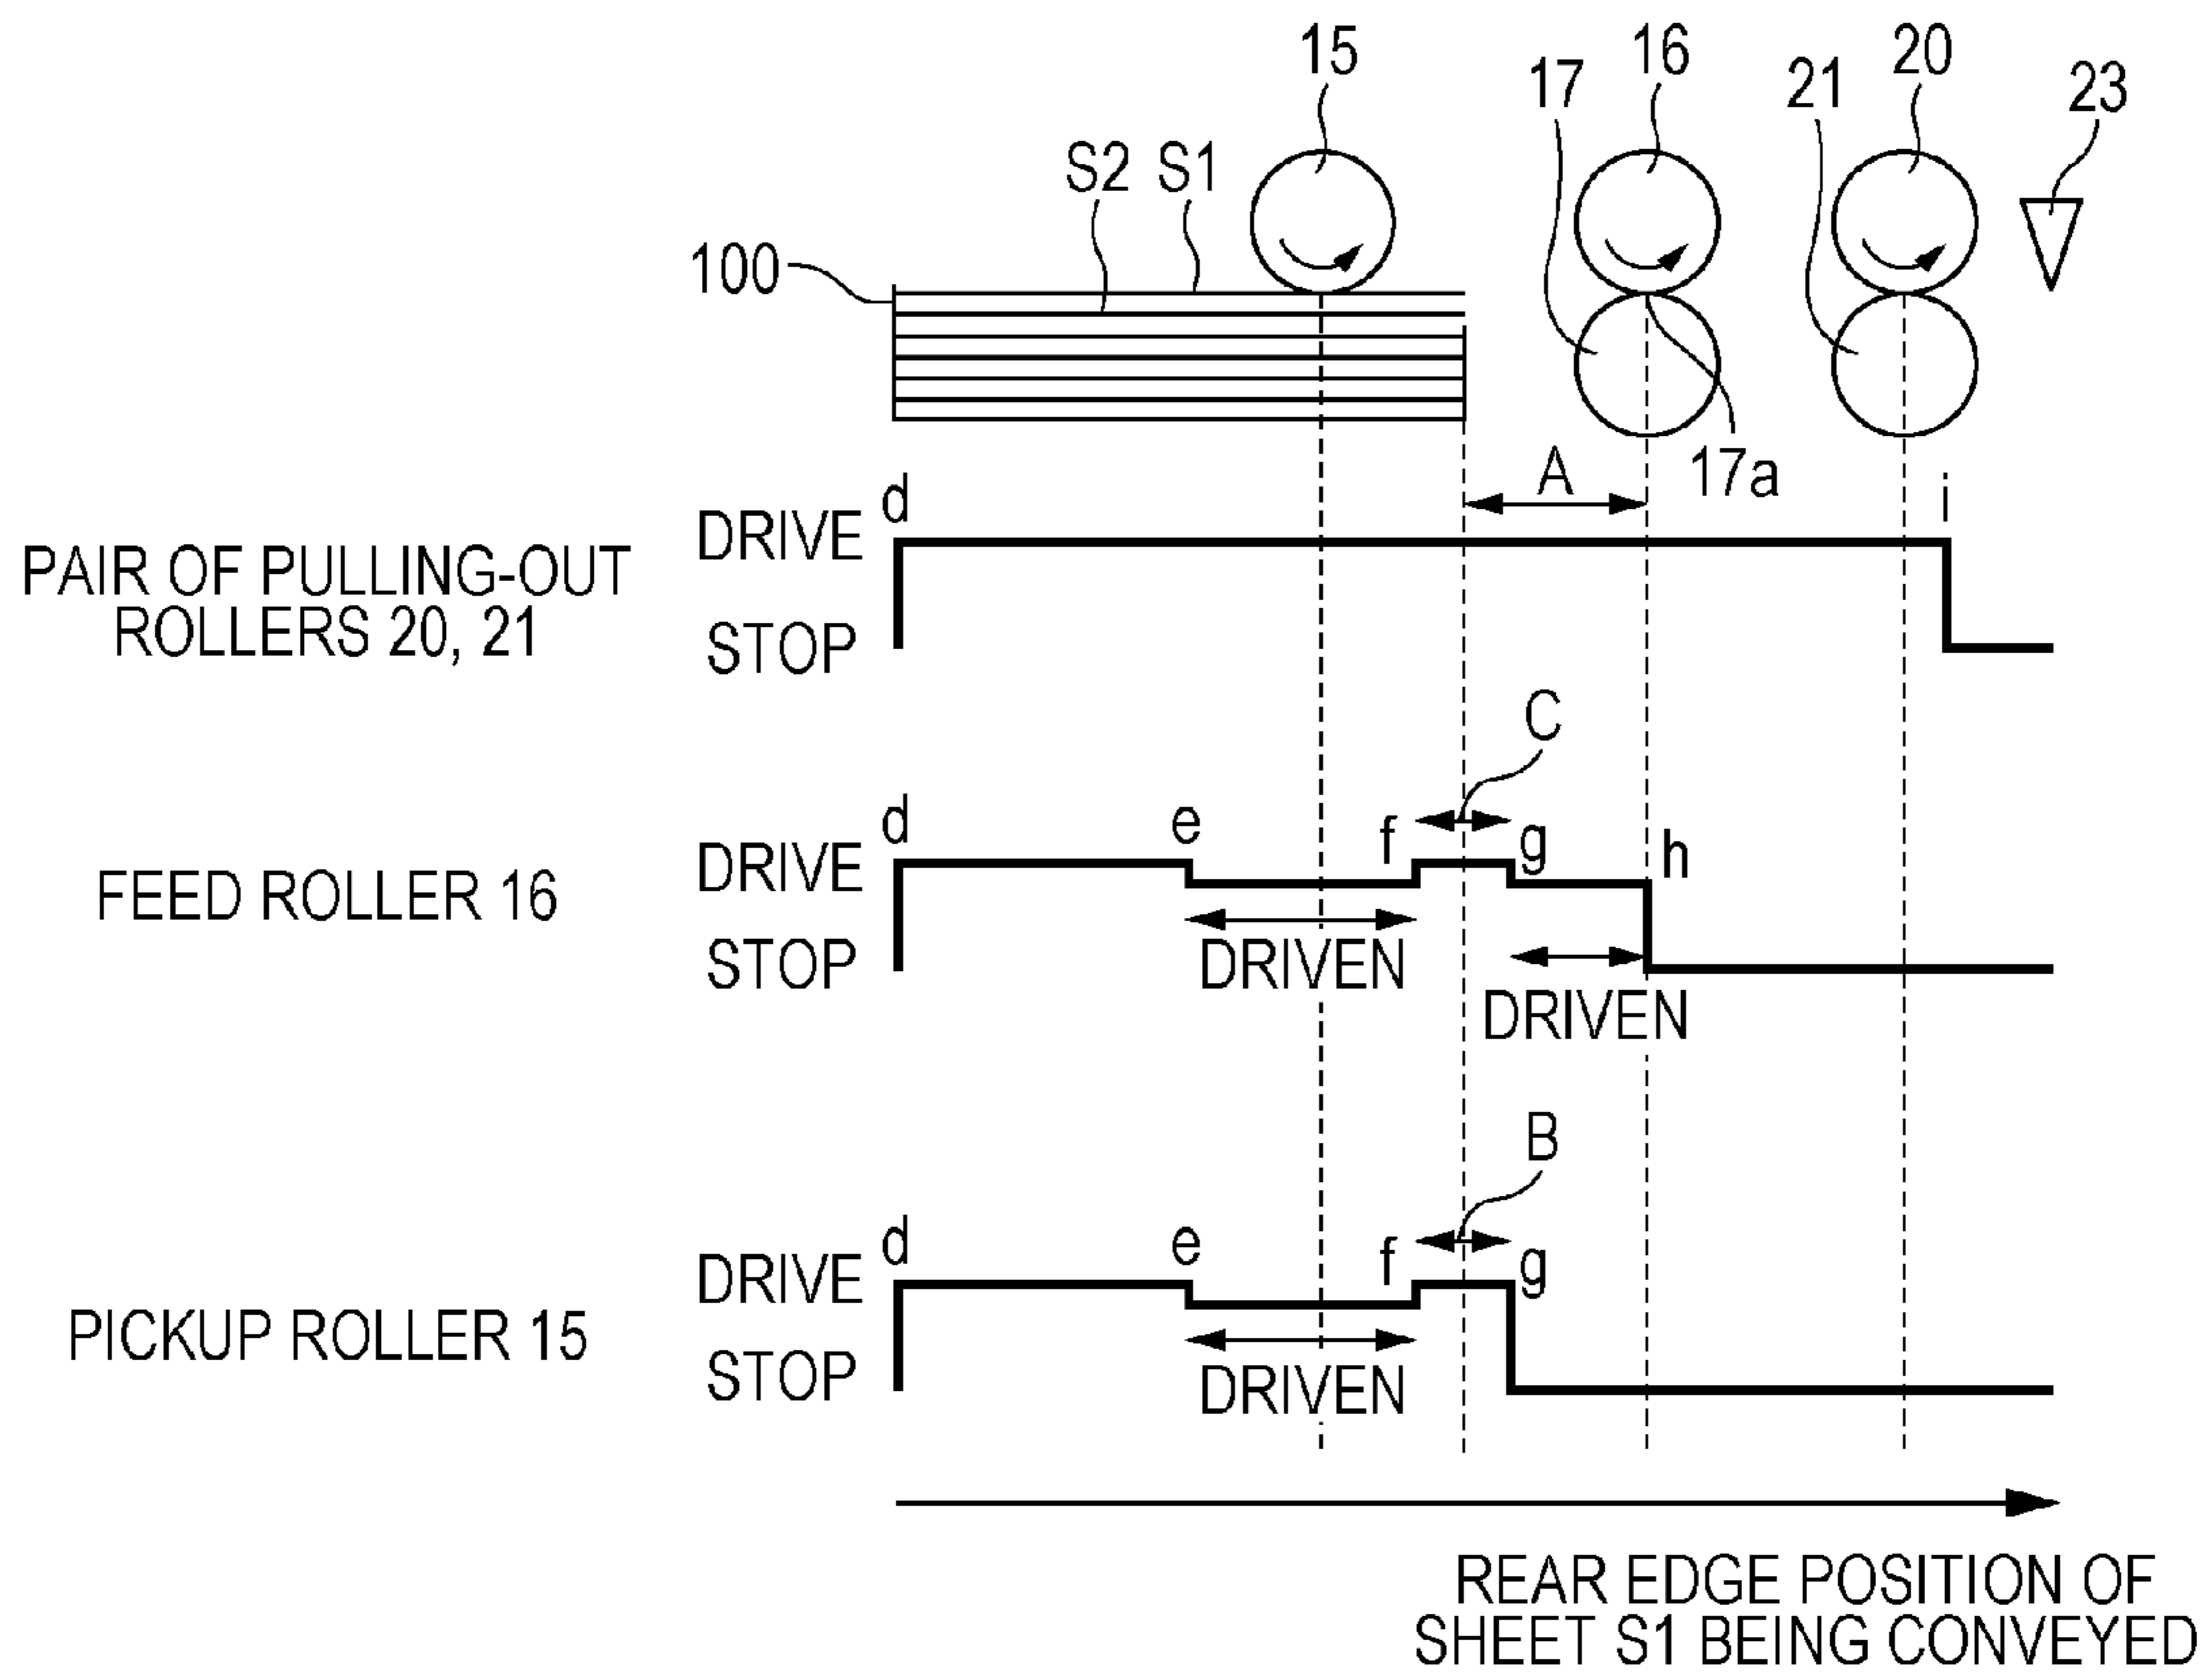 15
16
20
17
21
23
S2 S1
100
17a
A
d
i
DRIVE
PAIR OF PULLING-OUT
ROLLERS 20, 21
STOP
C
d
e
f
g
h
DRIVE
FEED ROLLER 16
STOP
DRIVEN
DRIVEN
B
d
e
f
g
DRIVE
PICKUP ROLLER 15
STOP
DRIVEN
REAR EDGE POSITION OF
SHEET S1 BEING CONVEYED